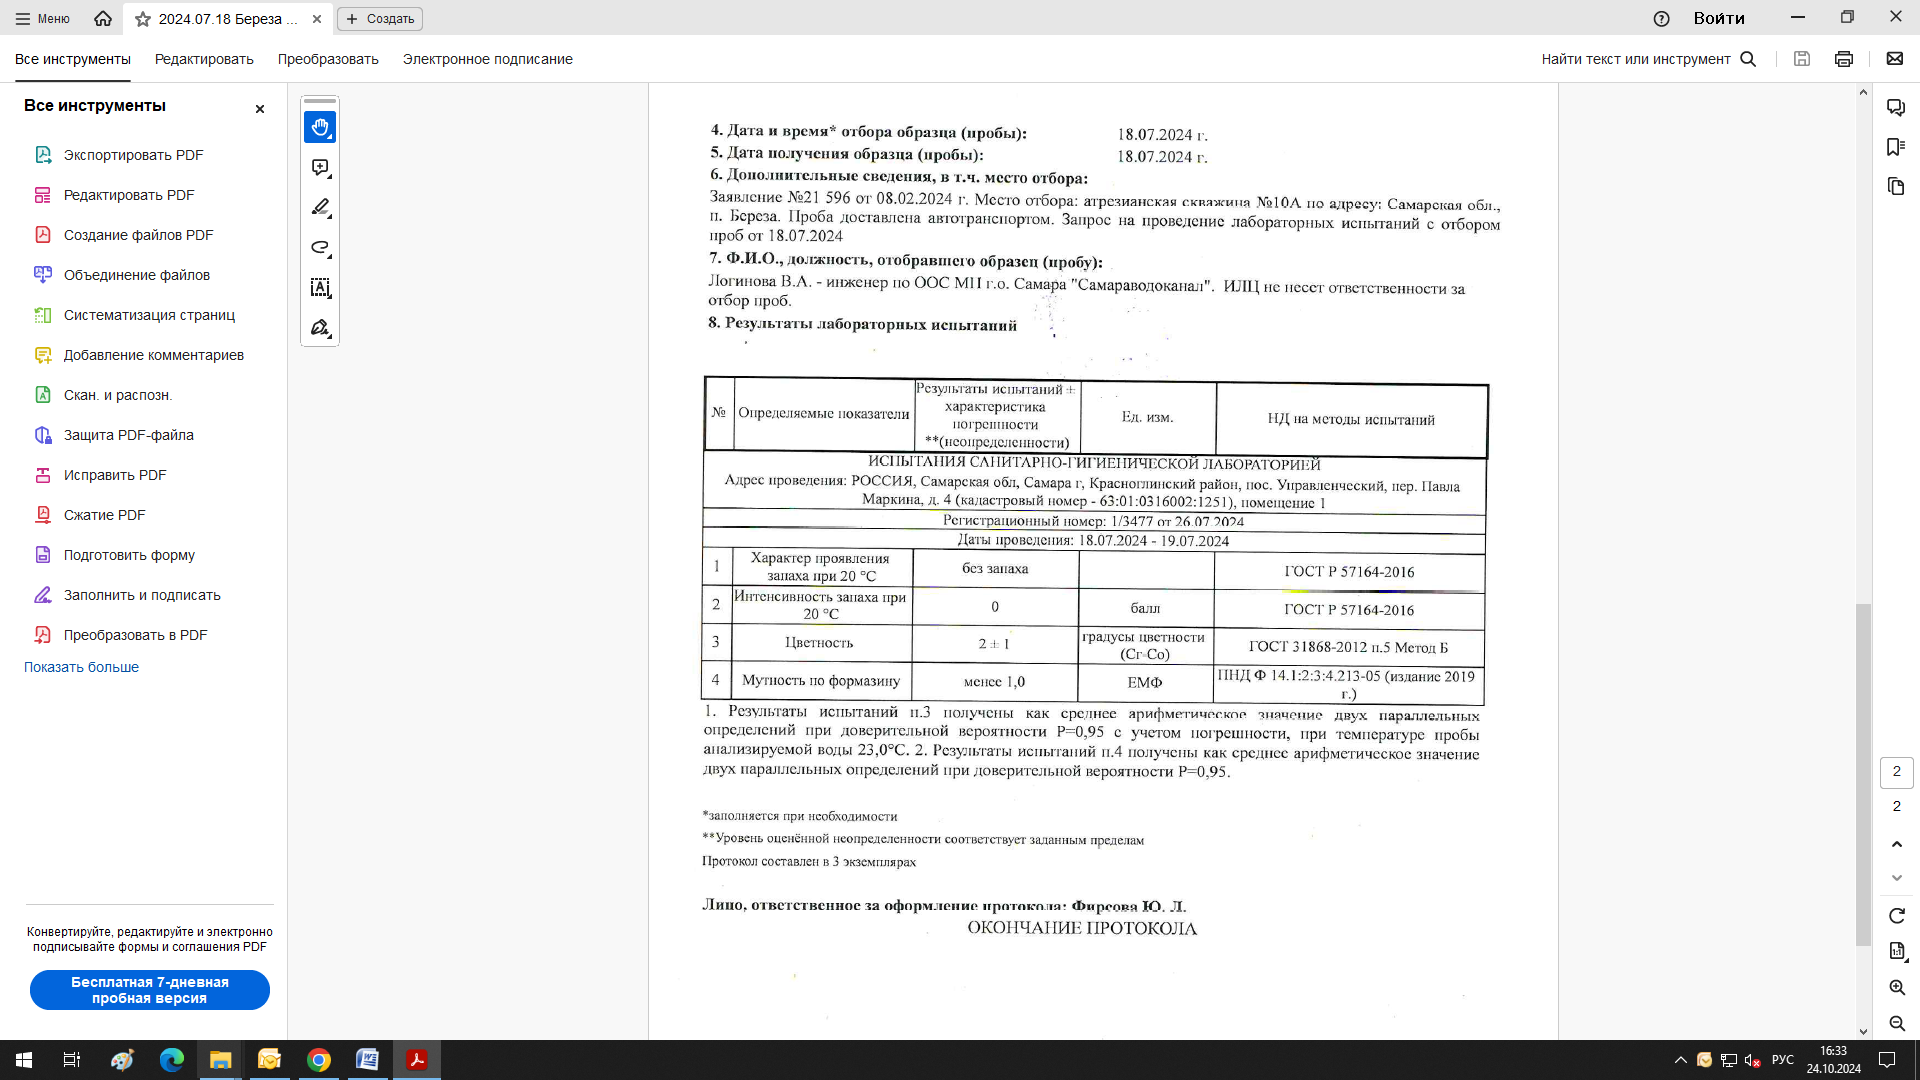 Меню
2024.07.18 Береза ...
Создать
Войти
Все инструменты
Редактировать
Преобразовать
Электронное подписание
Найти текст или инструмент
Все инструменты
Экспортировать PDF
Редактировать PDF
Создание файлов PDF
Объединение файлов
Систематизация страниц
Добавление комментариев
Скан. и распозн.
Защита PDF-файла
Исправить PDF
Сжатие PDF
Подготовить форму
Заполнить и подписать
Преобразовать в PDF
Показать больше
Конвертируйте, редактируйте и электронно
подписывайте формы и соглашения PDF
Бесплатная 7-дневная
пробная версия
4. Дата и время* отбора образца (пробы): 18.07.2024 г.
5. Дата получения образца (пробы): 18.07.2024 г.
6. Дополнительные сведения, в т.ч. место отбора:
Заявление №21 596 от 08.02.2024 г. Место отбора: атрезианская скважина №10А по адресу: Самарская обл.,
п. Береза. Проба доставлена автотранспортом. Запрос на проведение лабораторных испытаний с отбором
проб от 18.07.2024
7. Ф.И.О., должность, отобравшего образец (пробу):
Логинова В.А. - инженер по ООС МП г.о. Самара "Самараводоканал". ИЛЦ не несет ответственности за
отбор проб.
8. Результаты лабораторных испытаний
№
Определяемые показатели
Результаты испытаний ±
характеристика
погрешности
**(неопределенности)
Ед. изм.
НД на методы испытаний
ИСПЫТАНИЯ САНИТАРНО-ГИГИЕНИЧЕСКОЙ ЛАБОРАТОРИЕЙ
Адрес проведения: РОССИЯ, Самарская обл, Самара г, Красноглинский район, пос. Управленческий, пер. Павла
Маркина, д. 4 (кадастровый номер - 63:01:0316002:1251), помещение 1
Регистрационный номер: 1/3477 от 26.07.2024
Даты проведения: 18.07.2024 - 19.07.2024
1
Характер проявления
запаха при 20 °С
без запаха
ГОСТ Р 57164-2016
2
Интенсивность запаха при
20 °С
0
балл
ГОСТ Р 57164-2016
3
Цветность
2 ± 1
градусы цветности
(Cr-Co)
ГОСТ 31868-2012 п.5 Метод Б
4
Мутность по формазину
менее 1,0
ЕМФ
ПНД Ф 14.1:2:3:4.213-05 (издание 2019
г.)
1. Результаты испытаний п.3 получены как среднее арифметическое значение двух параллельных
определений при доверительной вероятности Р=0,95 с учетом погрешности, при температуре пробы
анализируемой воды 23,0°С. 2. Результаты испытаний п.4 получены как среднее арифметическое значение
двух параллельных определений при доверительной вероятности Р=0,95.
*заполняется при необходимости
**Уровень оценённой неопределенности соответствует заданным пределам
Протокол составлен в 3 экземплярах
Лицо, ответственное за оформление протокола: Фирсова Ю. Л.
ОКОНЧАНИЕ ПРОТОКОЛА
2
2
РУС
16:33
24.10.2024